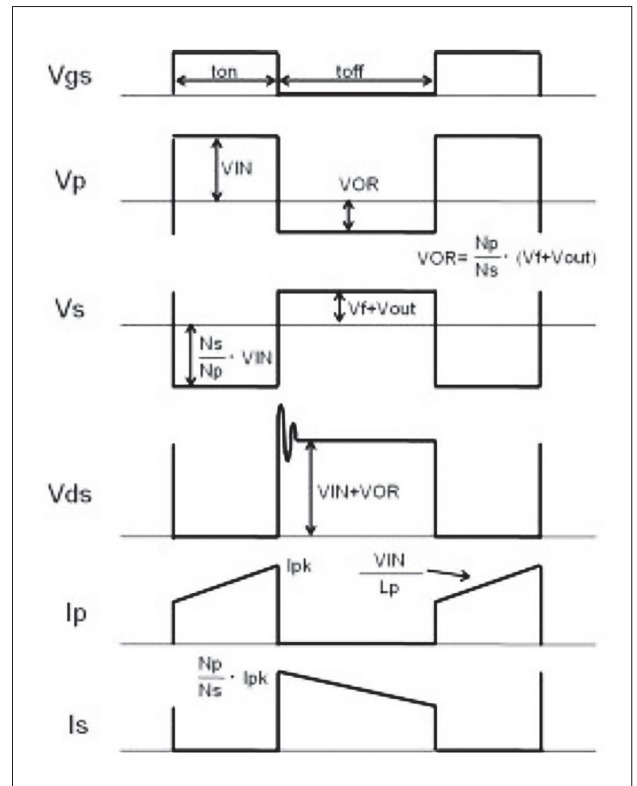 Vgs
ton
toff
Vp
VIN
VOR
VOR= Np/Ns · (Vf+Vout)
Vs
Vf+Vout
Ns/Np · VIN
Vds
VIN+VOR
Ip
Ipk
VIN/Lp
Np/Ns · Ipk
Is